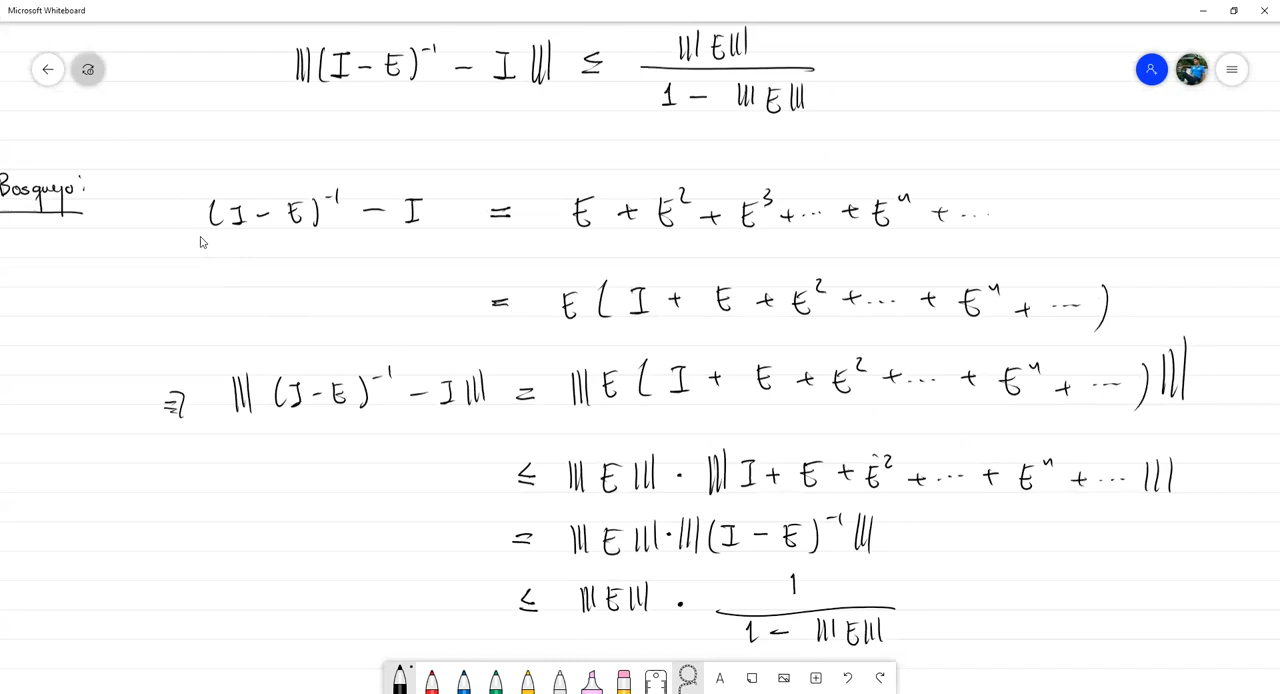 Microsoft Whiteboard
|||(I - E)⁻¹ - I||| ≤ |||E||| / (1 - |||E|||)
Bosquejo:
(I - E)⁻¹ - I = E + E² + E³ + ... + Eⁿ + ...
= E(I + E + E² + ... + Eⁿ + ...)
⇒ |||(I - E)⁻¹ - I||| = |||E(I + E + E² + ... + Eⁿ + ...)|||
≤ |||E||| · |||I + E + E² + ... + Eⁿ + ...|||
= |||E||| · |||(I - E)⁻¹|||
≤ |||E||| · 1 / (1 - |||E|||)